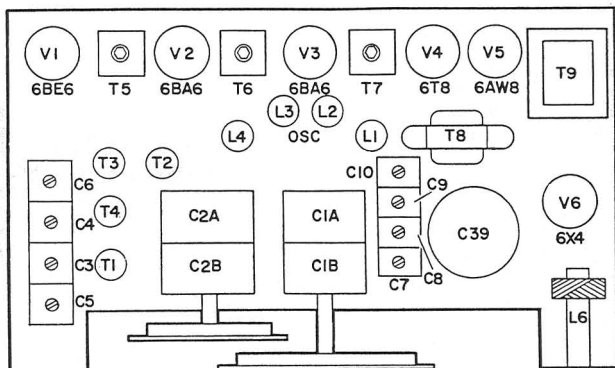 V1 V2 V3 V4 V5
T5 T6 T7 T9
6BE6 6BA6 6BA6 6T8 6AW8
L3 L2
L4 OSC L1 T8
T3 T2 C10
C6 C9
C4 T4 C2A C1A C39 V6
6X4
C3 T1 C2B C1B C8
C5 C7
L6